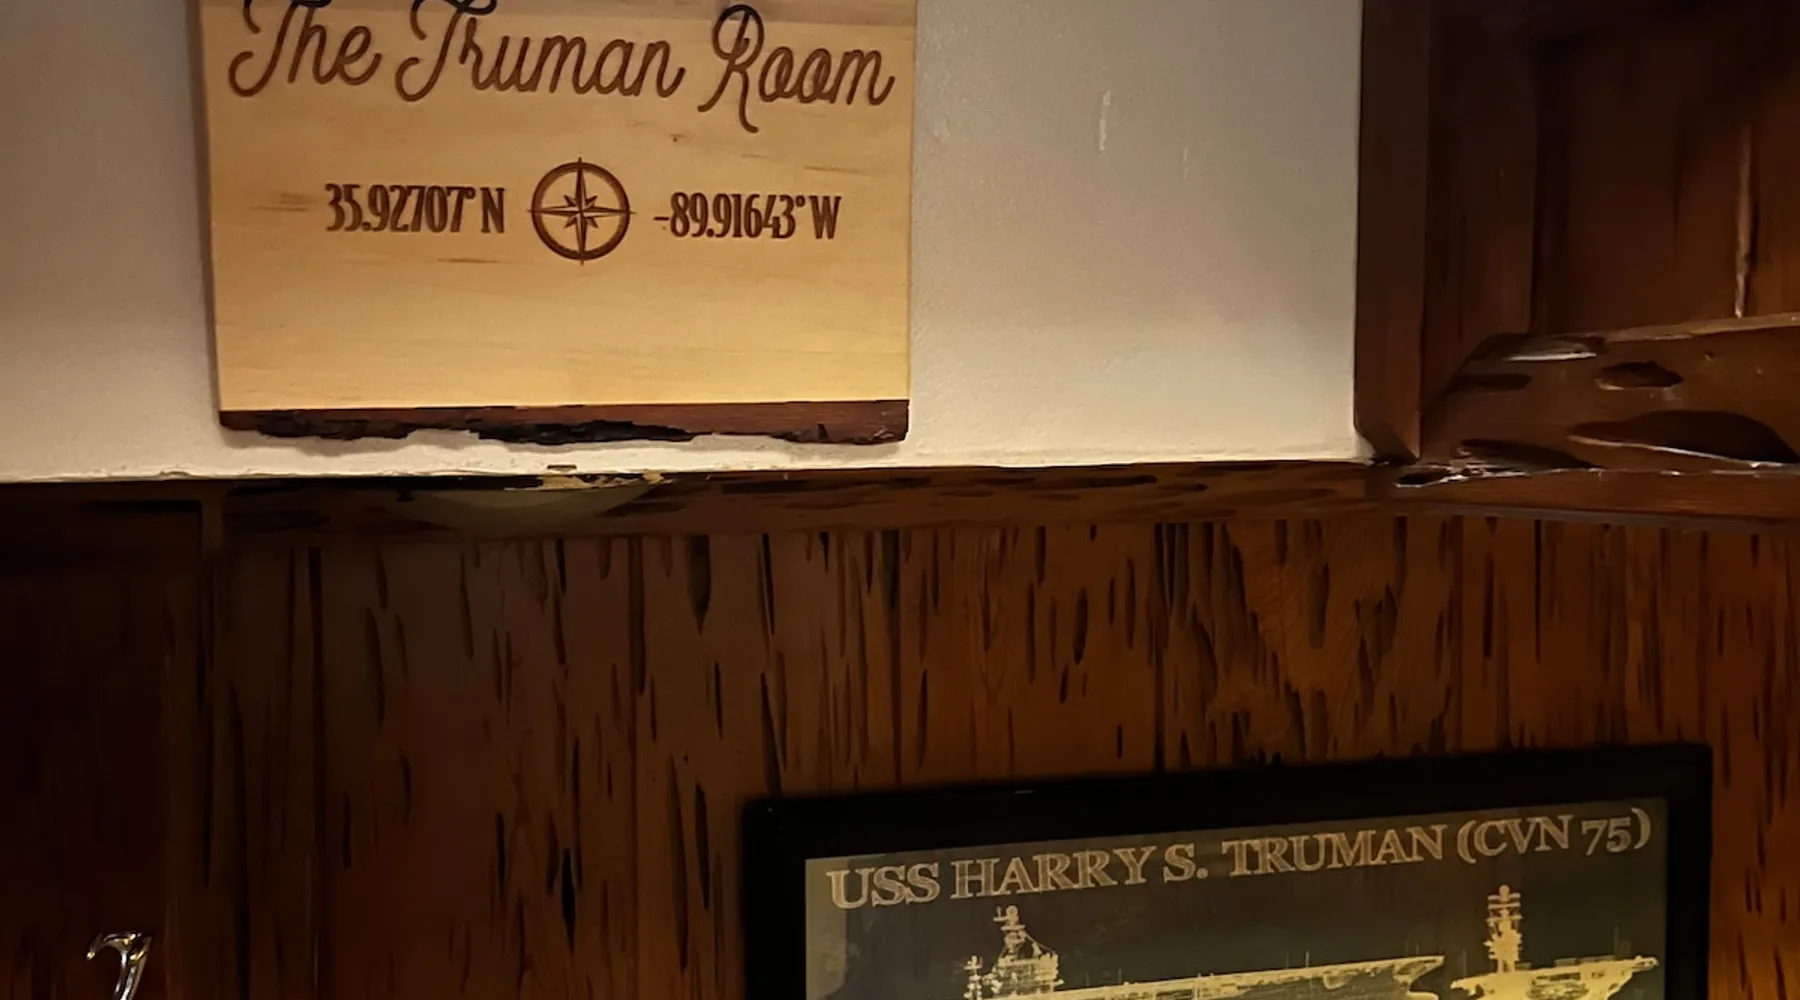 The Truman Room
35.92707° N -89.91643° W
USS HARRY S. TRUMAN (CVN 75)